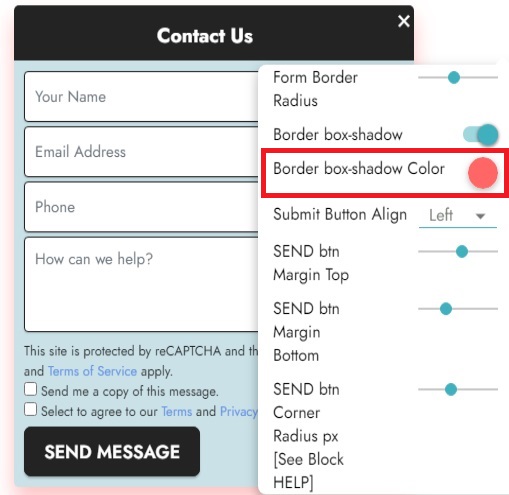 Contact Us
×
Your Name
Email Address
Phone
How can we help?
This site is protected by reCAPTCHA and th
and Terms of Service apply.
Send me a copy of this message.
Select to agree to our Terms and Privacy
SEND MESSAGE
Form Border
Radius
Border box-shadow
Border box-shadow Color
Submit Button Align Left
SEND btn
Margin Top
SEND btn
Margin
Bottom
SEND btn
Corner
Radius px
[See Block
HELP]